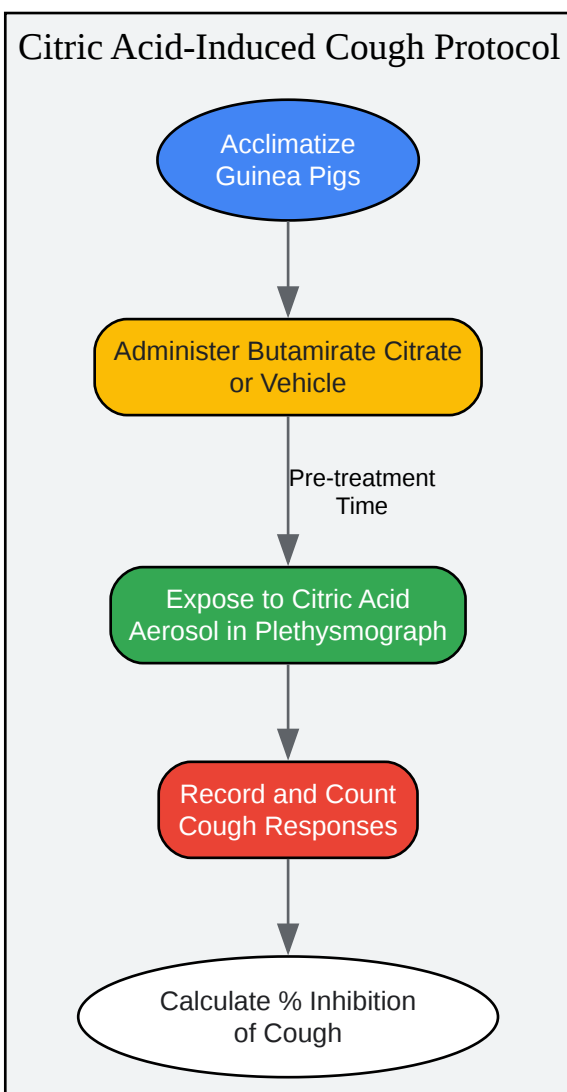 Citric Acid-Induced Cough Protocol
Acclimatize
Guinea Pigs
Administer Butamirate Citrate
or Vehicle
Pre-treatment
Time
Expose to Citric Acid
Aerosol in Plethysmograph
Record and Count
Cough Responses
Calculate % Inhibition
of Cough